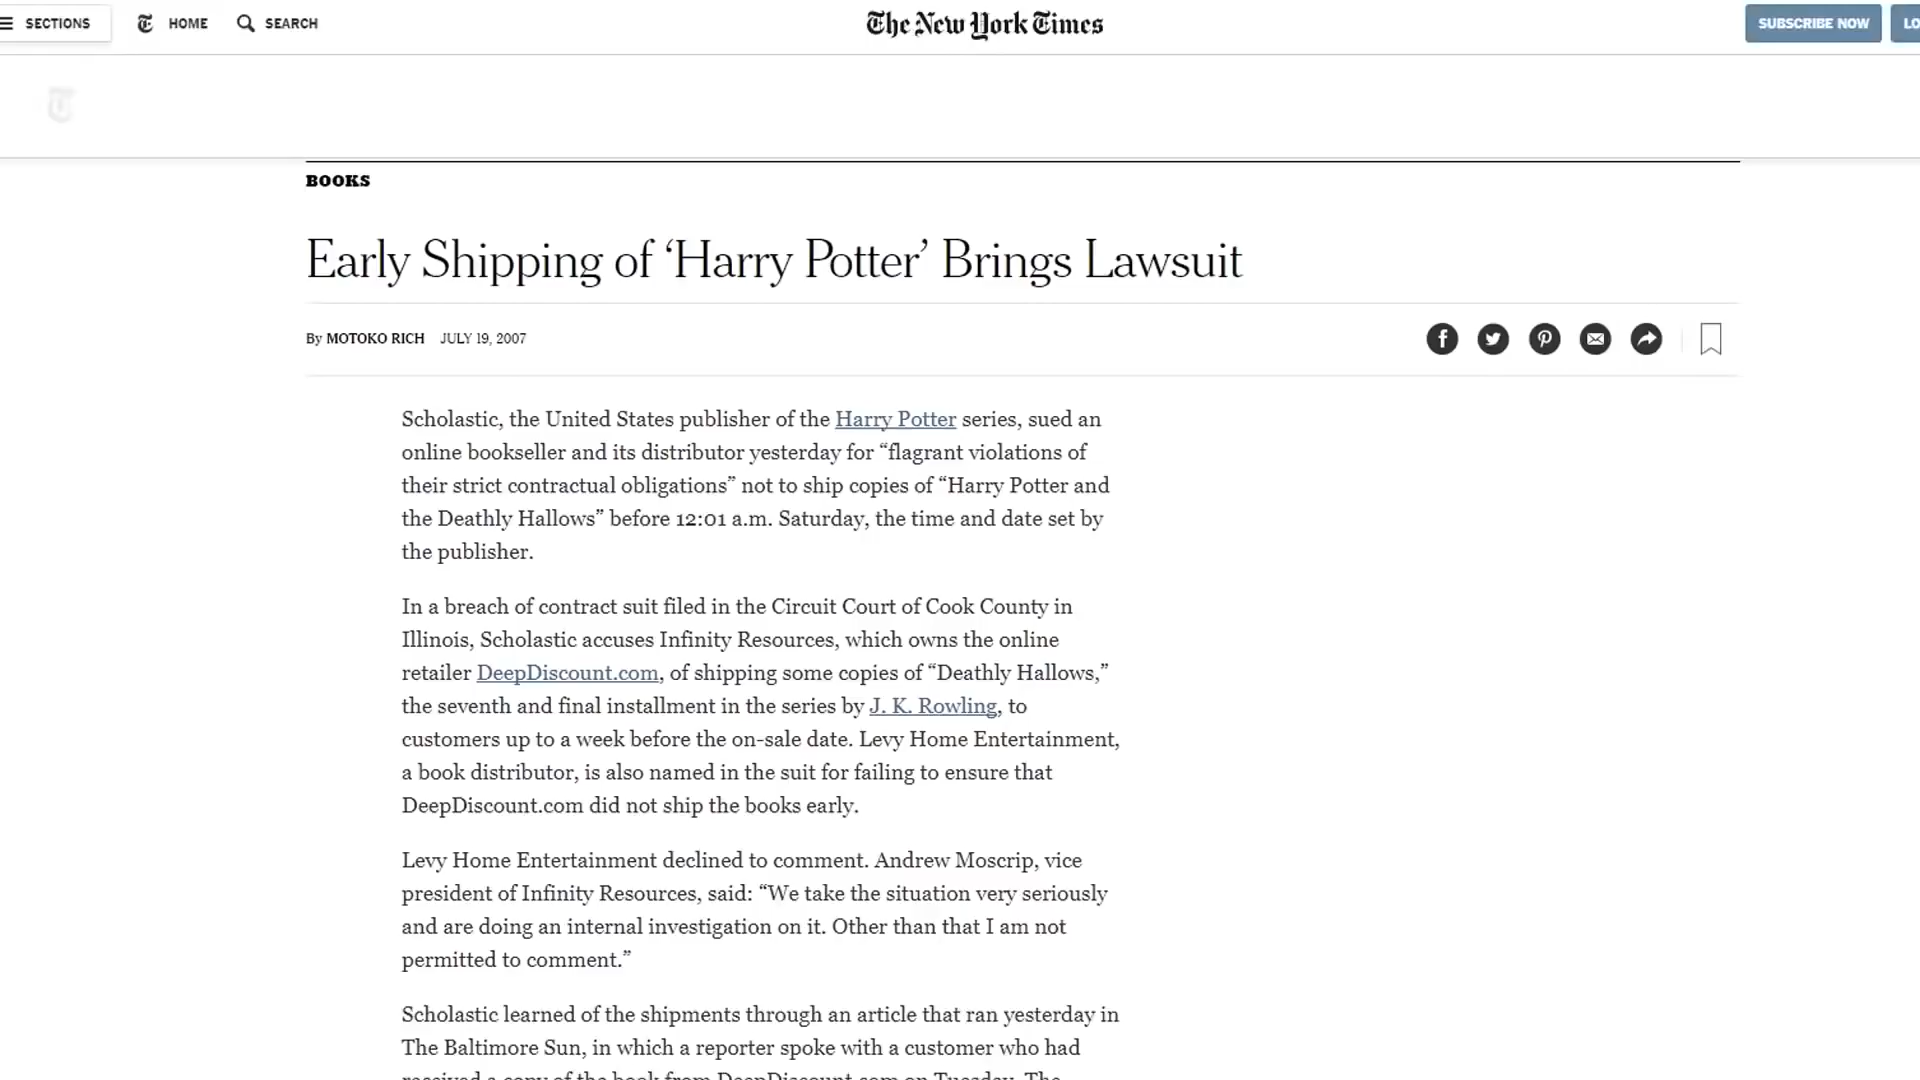 SECTIONS HOME SEARCH The New York Times SUBSCRIBE NOW LO
BOOKS
Early Shipping of ‘Harry Potter’ Brings Lawsuit
By MOTOKO RICH JULY 19, 2007
Scholastic, the United States publisher of the Harry Potter series, sued an
online bookseller and its distributor yesterday for “flagrant violations of
their strict contractual obligations” not to ship copies of “Harry Potter and
the Deathly Hallows” before 12:01 a.m. Saturday, the time and date set by
the publisher.
In a breach of contract suit filed in the Circuit Court of Cook County in
Illinois, Scholastic accuses Infinity Resources, which owns the online
retailer DeepDiscount.com, of shipping some copies of “Deathly Hallows,”
the seventh and final installment in the series by J. K. Rowling, to
customers up to a week before the on-sale date. Levy Home Entertainment,
a book distributor, is also named in the suit for failing to ensure that
DeepDiscount.com did not ship the books early.
Levy Home Entertainment declined to comment. Andrew Moscrip, vice
president of Infinity Resources, said: “We take the situation very seriously
and are doing an internal investigation on it. Other than that I am not
permitted to comment.”
Scholastic learned of the shipments through an article that ran yesterday in
The Baltimore Sun, in which a reporter spoke with a customer who had
received a copy of the book from DeepDiscount.com on Tuesday. The